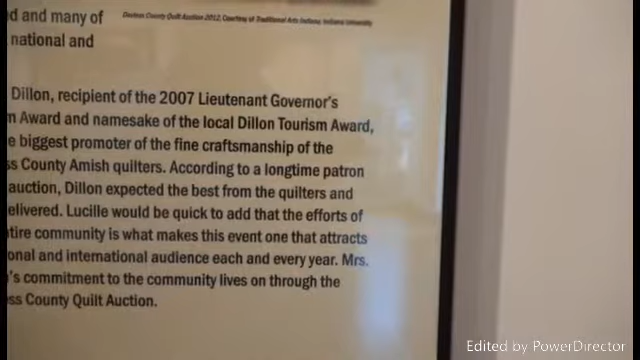 d and many of
Daviess County Quilt Auction 2012, Courtesy of Traditional Arts Indiana, Indiana University
national and
Dillon, recipient of the 2007 Lieutenant Governor's
n Award and namesake of the local Dillon Tourism Award,
e biggest promoter of the fine craftsmanship of the
ss County Amish quilters. According to a longtime patron
auction, Dillon expected the best from the quilters and
elivered. Lucille would be quick to add that the efforts of
tire community is what makes this event one that attracts
onal and international audience each and every year. Mrs.
's commitment to the community lives on through the
ss County Quilt Auction.
Edited by PowerDirector